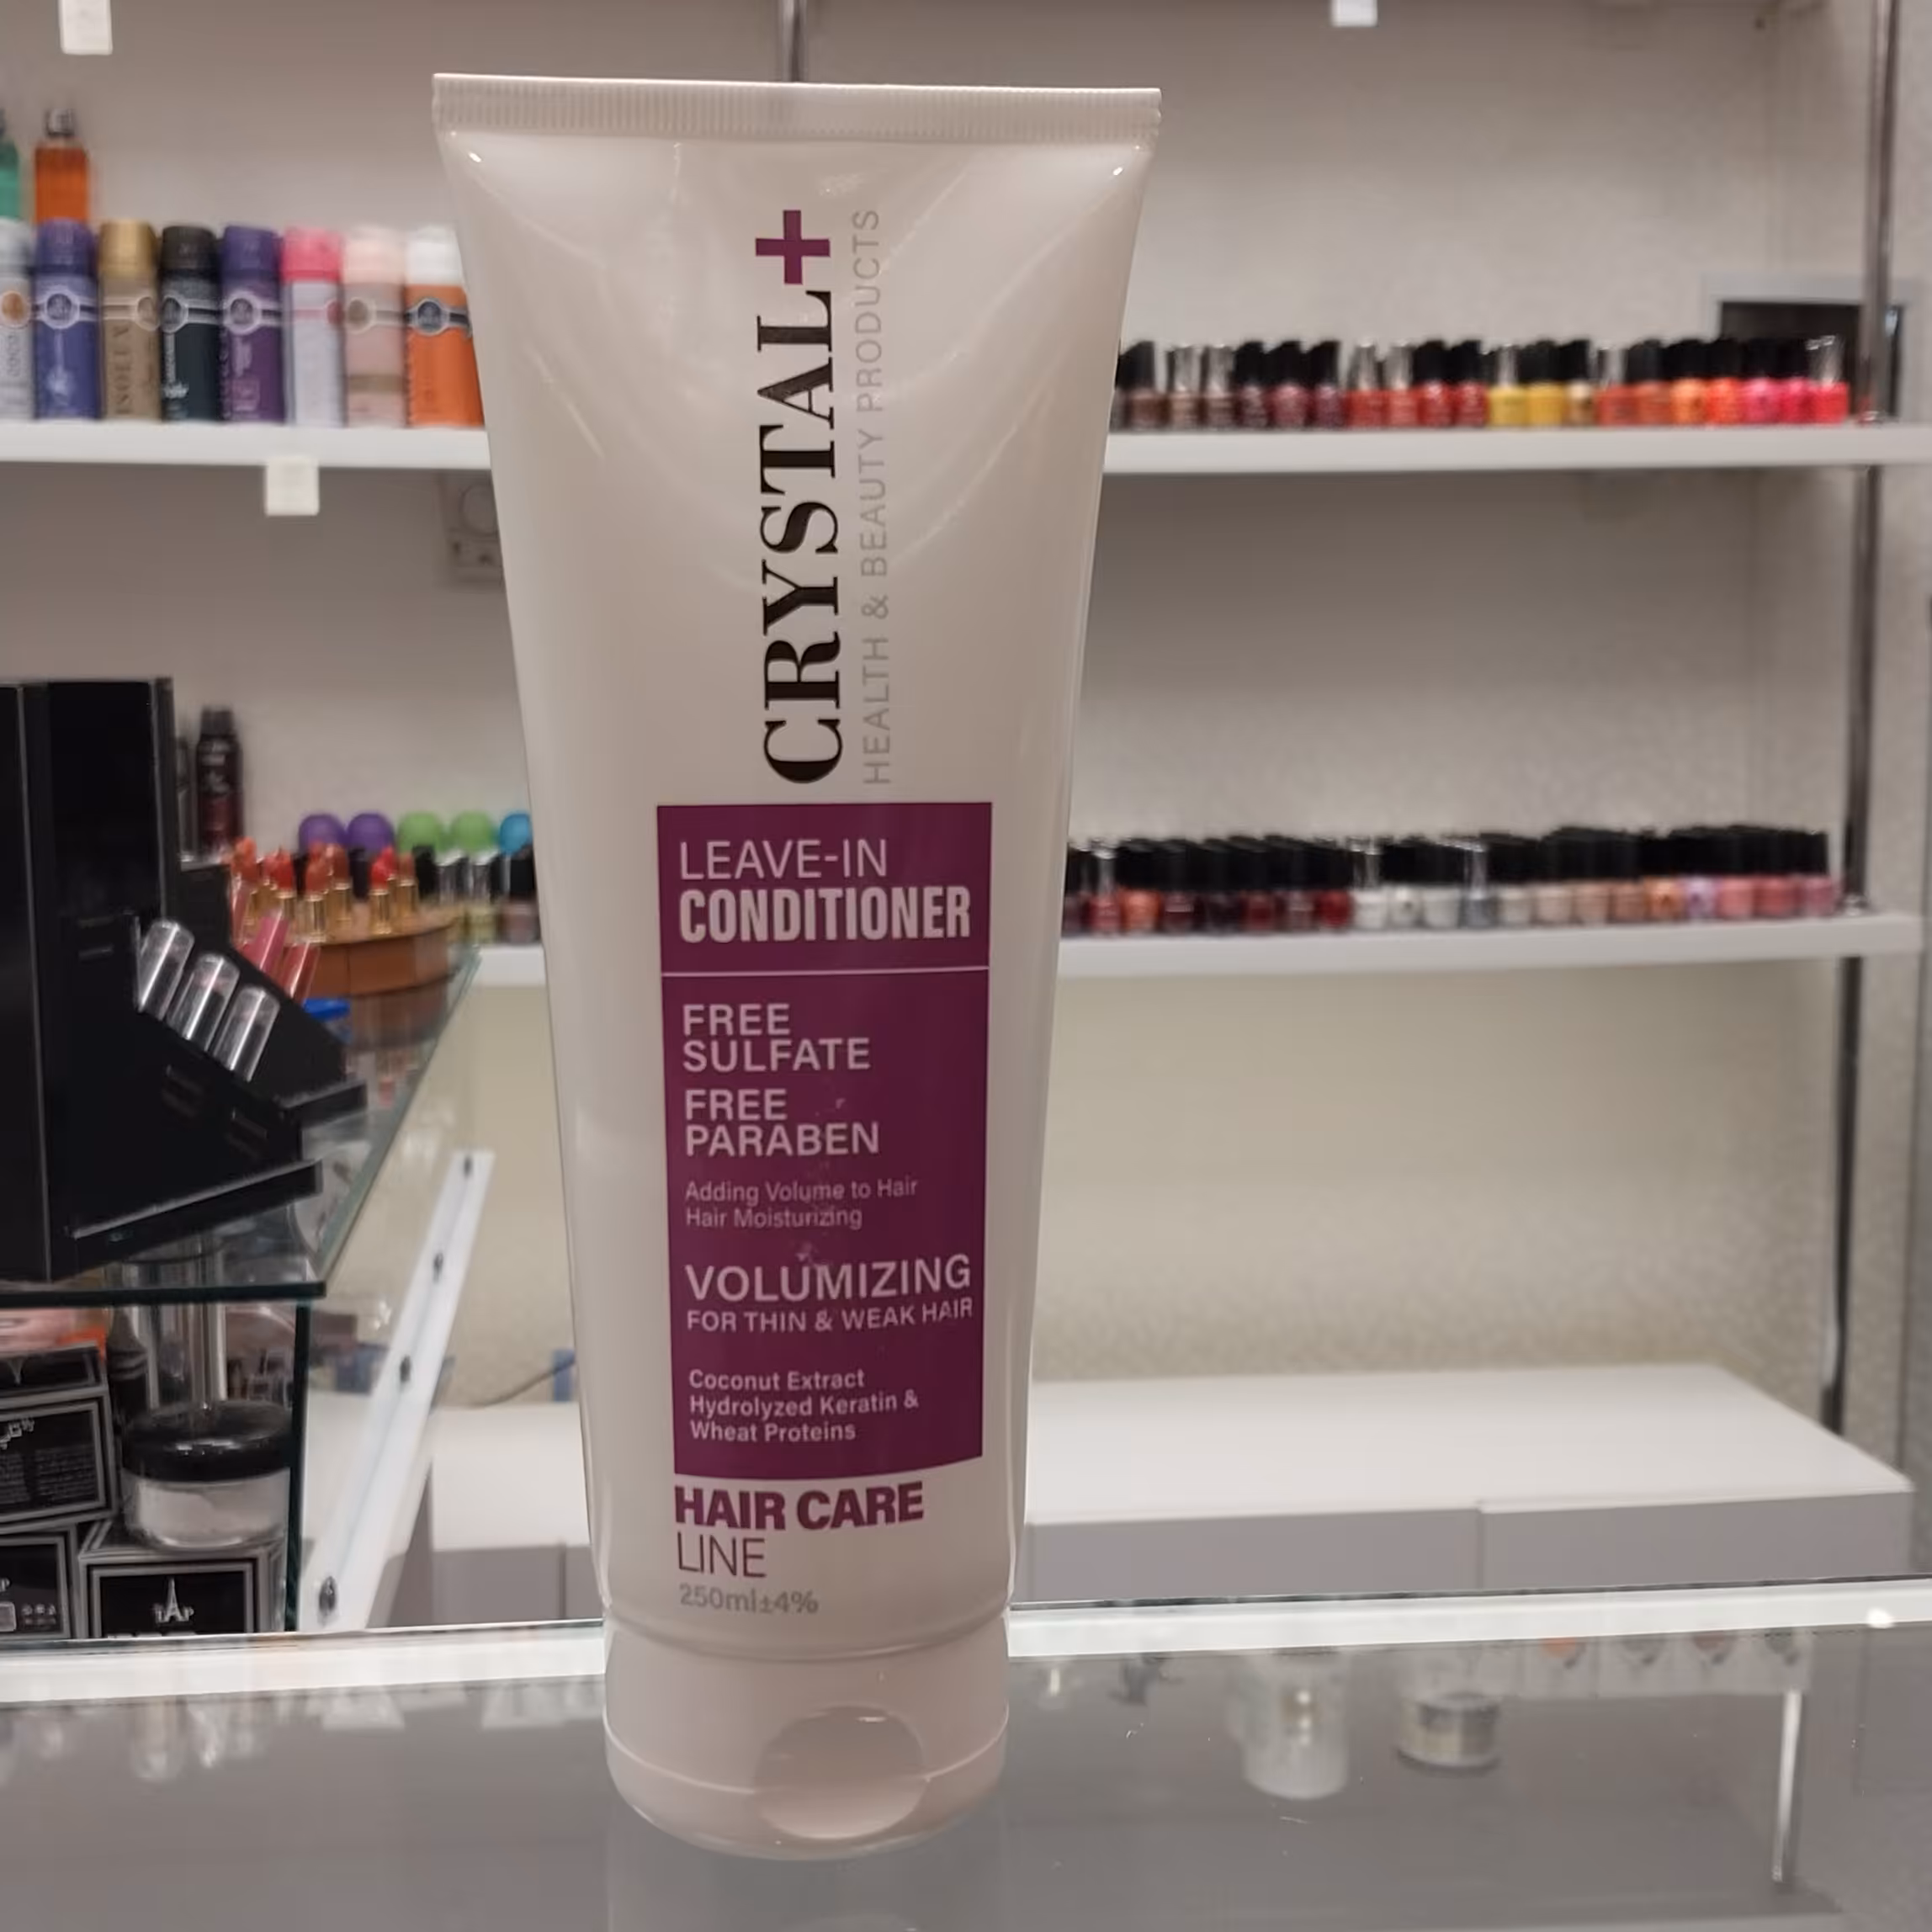 CRYSTAL+
HEALTH & BEAUTY PRODUCTS
LEAVE-IN
CONDITIONER
FREE
SULFATE
FREE
PARABEN
Adding Volume to Hair
Hair Moisturizing
VOLUMIZING
FOR THIN & WEAK HAIR
Coconut Extract
Hydrolyzed Keratin &
Wheat Proteins
HAIR CARE
LINE
250ml±4%
ISOLEX